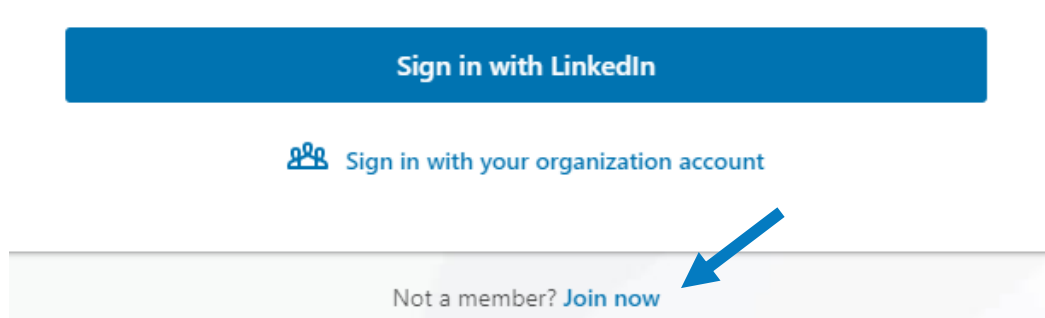 Sign in with LinkedIn
Sign in with your organization account
Not a member? Join now